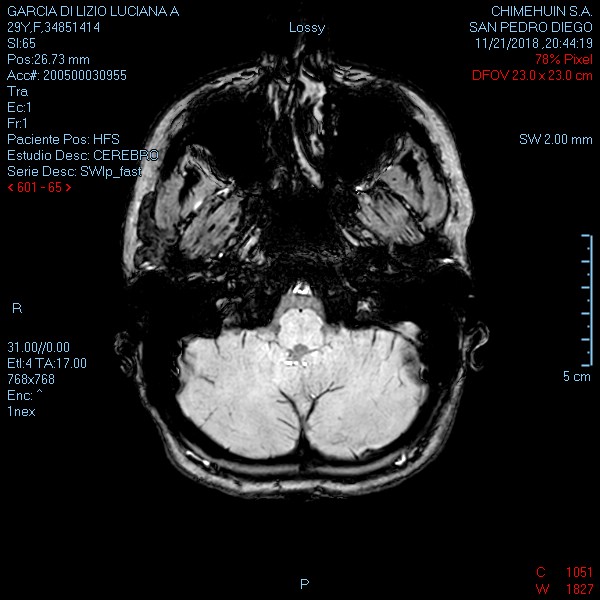 GARCIA DI LIZIO LUCIANA A
29Y,F,34851414
Sl:65
Pos:26.73 mm
Acc#: 200500030955
Tra
Ec:1
Fr:1
Paciente Pos: HFS
Estudio Desc: CEREBRO
Serie Desc: SWIp_fast
< 601 - 65 >
Lossy
CHIMEHUIN S.A.
SAN PEDRO DIEGO
11/21/2018 ,20:44:19
78% Pixel
DFOV 23.0 x 23.0 cm
SW 2.00 mm
R
31.00//0.00
Etl:4 TA:17.00
768x768
Enc: ^
1nex
5 cm
P
C 1051
W 1827